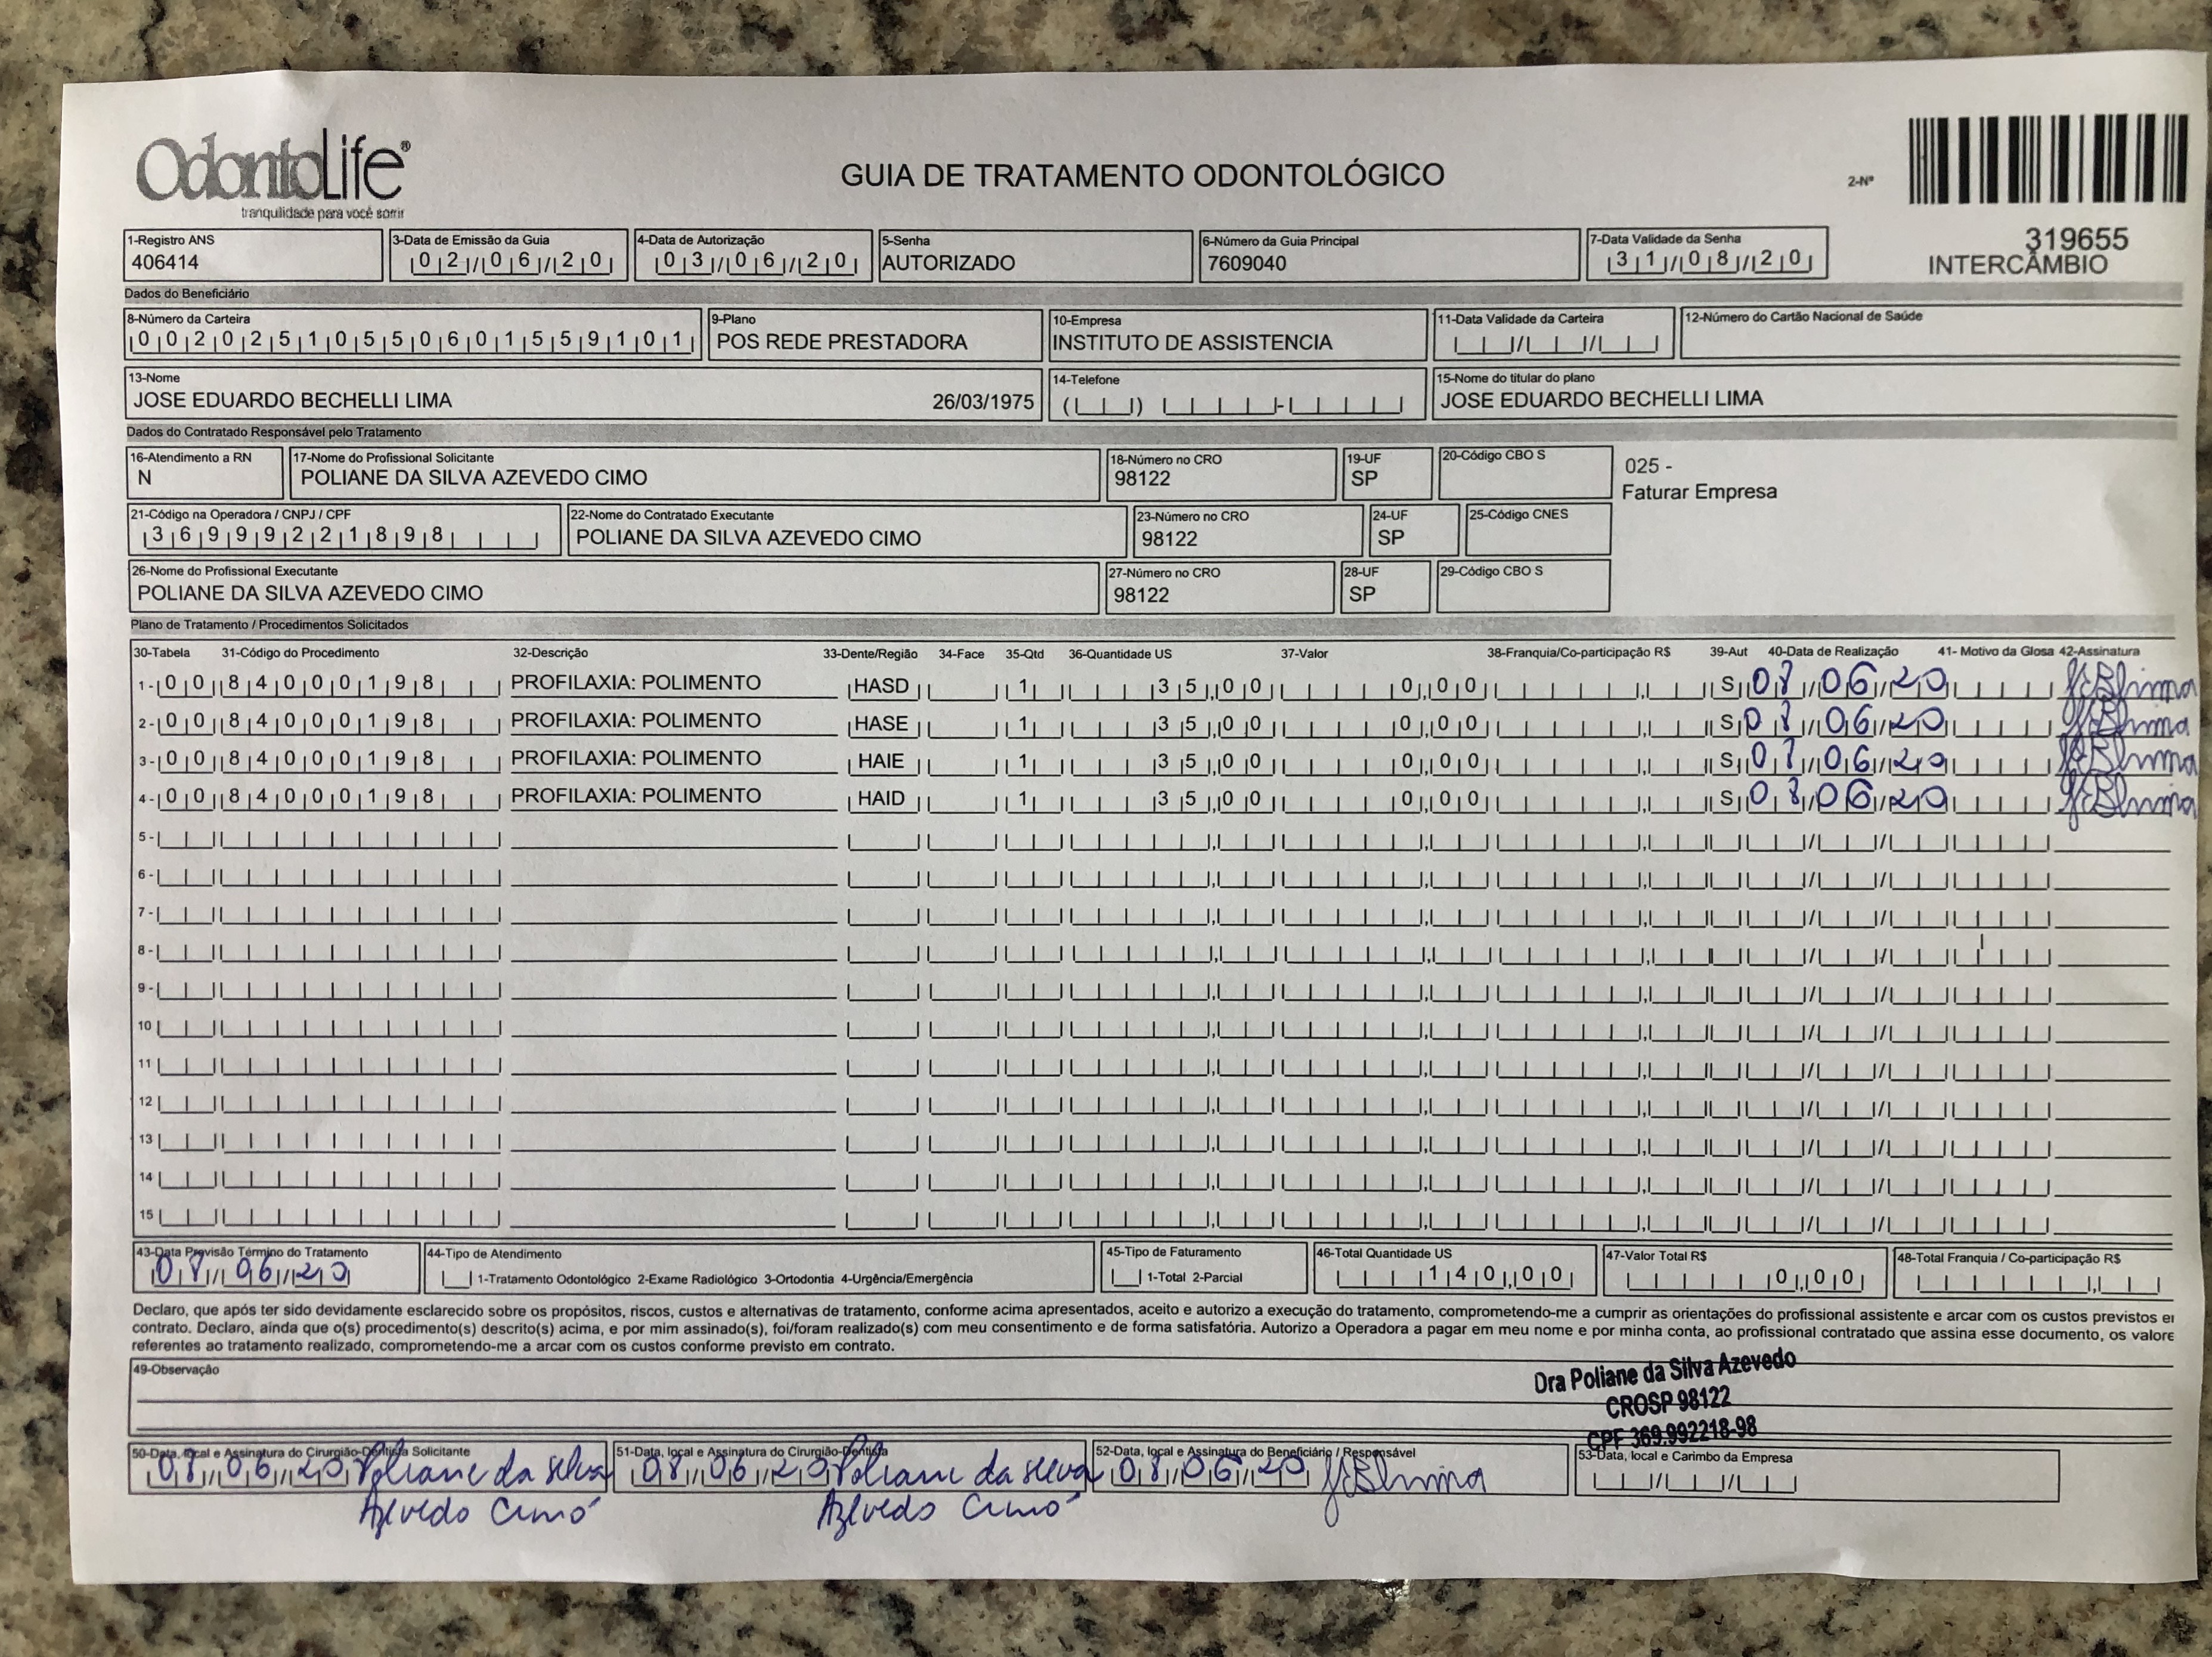 OdontoLife®
tranquilidade para você sorrir
GUIA DE TRATAMENTO ODONTOLÓGICO
2-Nº
319655
INTERCÂMBIO
1-Registro ANS
406414
3-Data de Emissão da Guia
02/06/20
4-Data de Autorização
03/06/20
5-Senha
AUTORIZADO
6-Número da Guia Principal
7609040
7-Data Validade da Senha
31/08/20
Dados do Beneficiário
8-Número da Carteira
00202510550601559101
9-Plano
POS REDE PRESTADORA
10-Empresa
INSTITUTO DE ASSISTENCIA
11-Data Validade da Carteira
12-Número do Cartão Nacional de Saúde
13-Nome
JOSE EDUARDO BECHELLI LIMA 26/03/1975
14-Telefone
15-Nome do titular do plano
JOSE EDUARDO BECHELLI LIMA
Dados do Contratado Responsável pelo Tratamento
16-Atendimento a RN
N
17-Nome do Profissional Solicitante
POLIANE DA SILVA AZEVEDO CIMO
18-Número no CRO
98122
19-UF
SP
20-Código CBO S
025 -
Faturar Empresa
21-Código na Operadora / CNPJ / CPF
36999221898
22-Nome do Contratado Executante
POLIANE DA SILVA AZEVEDO CIMO
23-Número no CRO
98122
24-UF
SP
25-Código CNES
26-Nome do Profissional Executante
POLIANE DA SILVA AZEVEDO CIMO
27-Número no CRO
98122
28-UF
SP
29-Código CBO S
Plano de Tratamento / Procedimentos Solicitados
30-Tabela 31-Código do Procedimento 32-Descrição 33-Dente/Região 34-Face 35-Qtd 36-Quantidade US 37-Valor 38-Franquia/Co-participação R$ 39-Aut 40-Data de Realização 41- Motivo da Glosa 42-Assinatura
1- 00 84000198 PROFILAXIA: POLIMENTO HASD 1 35,00 0,00 S 08/06/20
2- 00 84000198 PROFILAXIA: POLIMENTO HASE 1 35,00 0,00 S 08/06/20
3- 00 84000198 PROFILAXIA: POLIMENTO HAIE 1 35,00 0,00 S 08/06/20
4- 00 84000198 PROFILAXIA: POLIMENTO HAID 1 35,00 0,00 S 08/06/20
5-
6-
7-
8-
9-
10
11
12
13
14
15
43-Data Previsão Término do Tratamento
08/06/20
44-Tipo de Atendimento
1-Tratamento Odontológico 2-Exame Radiológico 3-Ortodontia 4-Urgência/Emergência
45-Tipo de Faturamento
1-Total 2-Parcial
46-Total Quantidade US
140,00
47-Valor Total R$
0,00
48-Total Franquia / Co-participação R$
Declaro, que após ter sido devidamente esclarecido sobre os propósitos, riscos, custos e alternativas de tratamento, conforme acima apresentados, aceito e autorizo a execução do tratamento, comprometendo-me a cumprir as orientações do profissional assistente e arcar com os custos previstos
contrato. Declaro, ainda que o(s) procedimento(s) descrito(s) acima, e por mim assinado(s), foi/foram realizado(s) com meu consentimento e de forma satisfatória. Autorizo a Operadora a pagar em meu nome e por minha conta, ao profissional contratado que assina esse documento, os valore
referentes ao tratamento realizado, comprometendo-me a arcar com os custos conforme previsto em contrato.
49-Observação
Dra Poliane da Silva Azevedo
CROSP 98122
CPF 369.992218-98
50-Data, local e Assinatura do Cirurgião-Dentista Solicitante
08/06/20 Poliane da silva
Azevedo Cimó
51-Data, local e Assinatura do Cirurgião-Dentista
08/06/20 Poliane da silva
Azevedo Cimó
52-Data, local e Assinatura do Beneficiário / Responsável
08/06/20
53-Data, local e Carimbo da Empresa